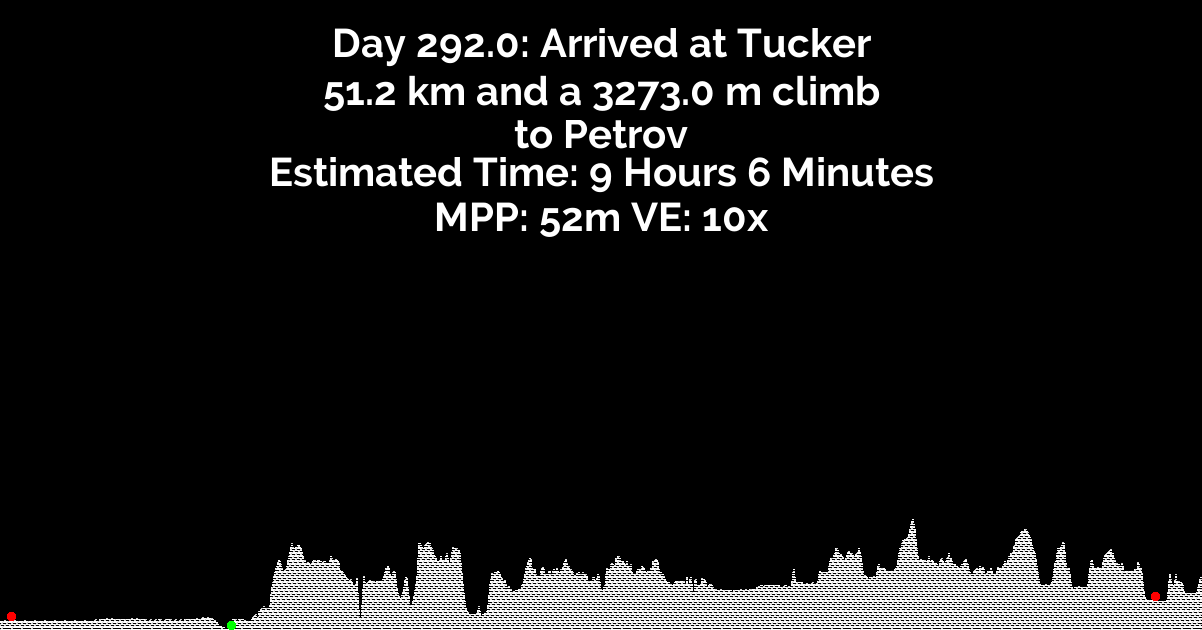 Day 292.0: Arrived at Tucker
51.2 km and a 3273.0 m climb
to Petrov
Estimated Time: 9 Hours 6 Minutes
MPP: 52m VE: 10x